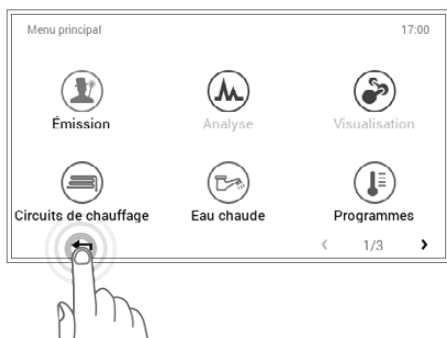 Menu principal 17:00
Émission Analyse Visualisation
Circuits de chauffage Eau chaude Programmes
1/3